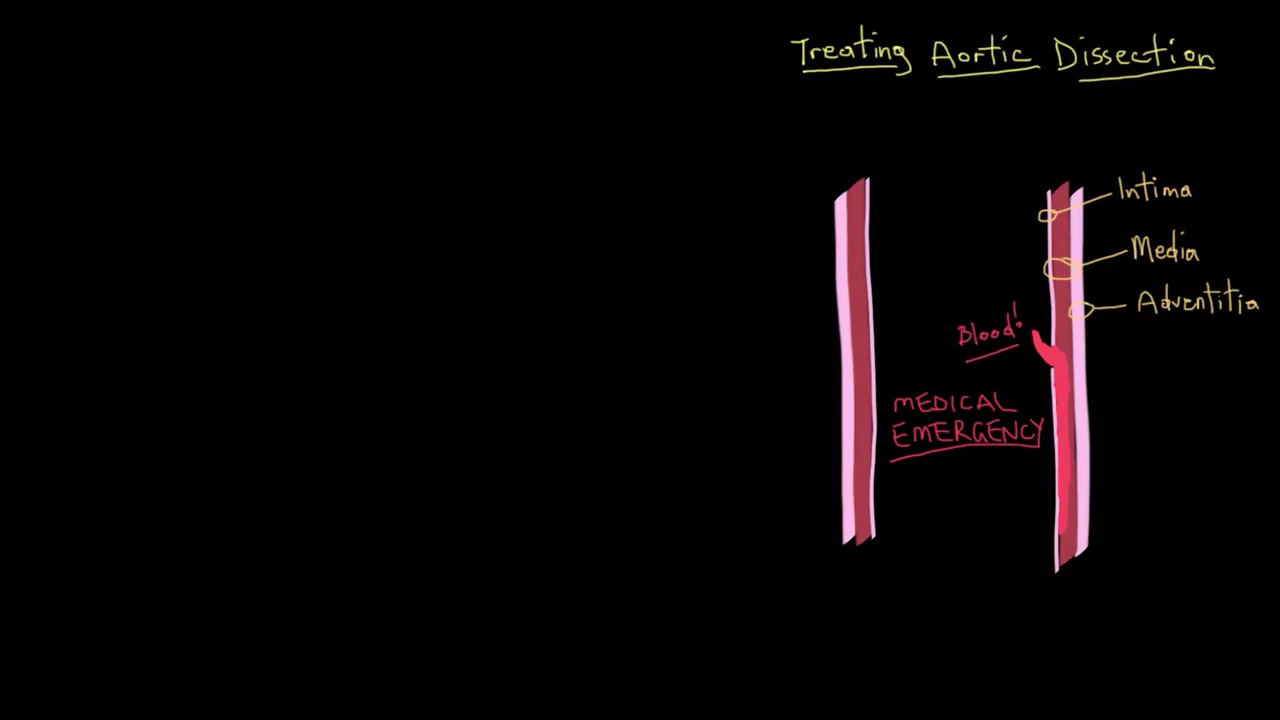 Treating Aortic Dissection
Intima
Media
Adventitia
Blood!
MEDICAL
EMERGENCY